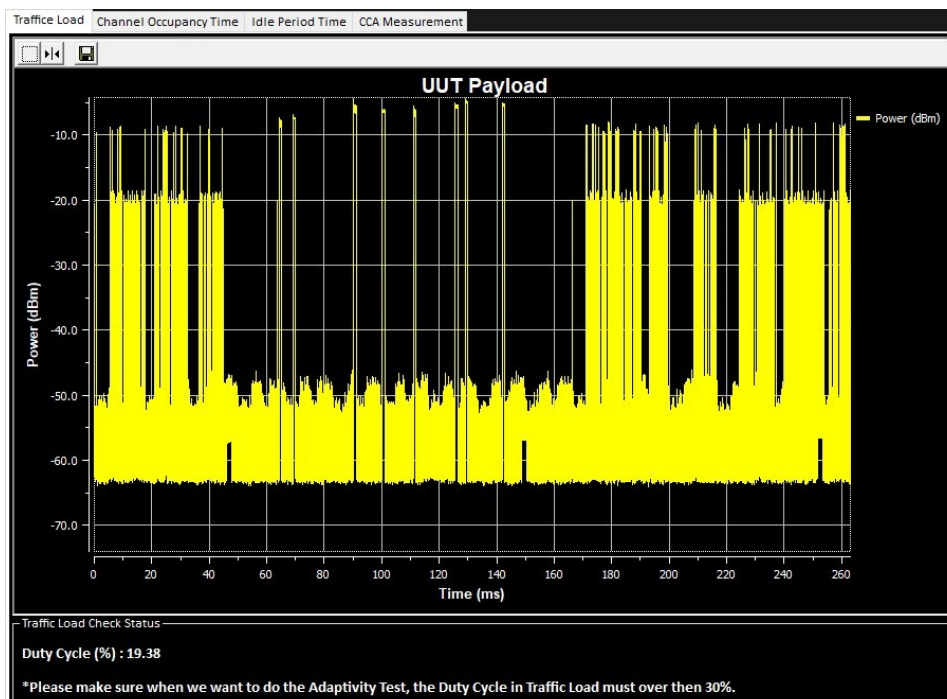 Traffice Load Channel Occupancy Time Idle Period Time CCA Measurement
UUT Payload
Power (dBm)
-10.0
-20.0
-30.0
-40.0
-50.0
-60.0
-70.0
Power (dBm)
0 20 40 60 80 100 120 140 160 180 200 220 240 260
Time (ms)
Traffic Load Check Status
Duty Cycle (%) : 19.38
*Please make sure when we want to do the Adaptivity Test, the Duty Cycle in Traffic Load must over then 30%.